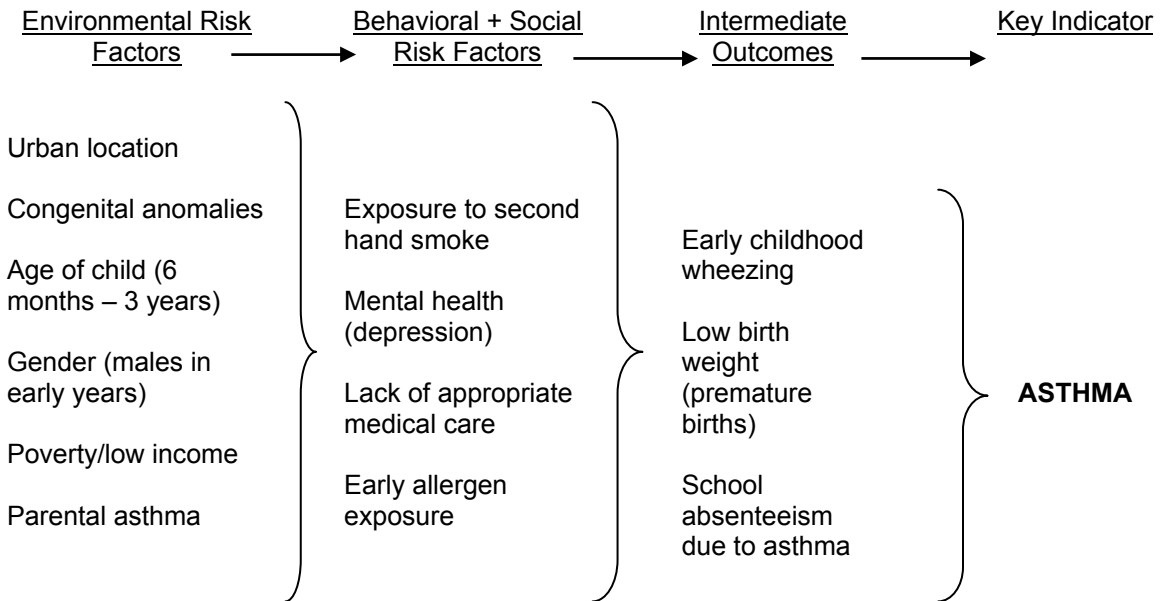 Environmental Risk
Factors
Behavioral + Social
Risk Factors
Intermediate
Outcomes
Key Indicator
Urban location
Congenital anomalies
Age of child (6
months – 3 years)
Gender (males in
early years)
Poverty/low income
Parental asthma
Exposure to second
hand smoke
Mental health
(depression)
Lack of appropriate
medical care
Early allergen
exposure
Early childhood
wheezing
Low birth
weight
(premature
births)
School
absenteeism
due to asthma
ASTHMA